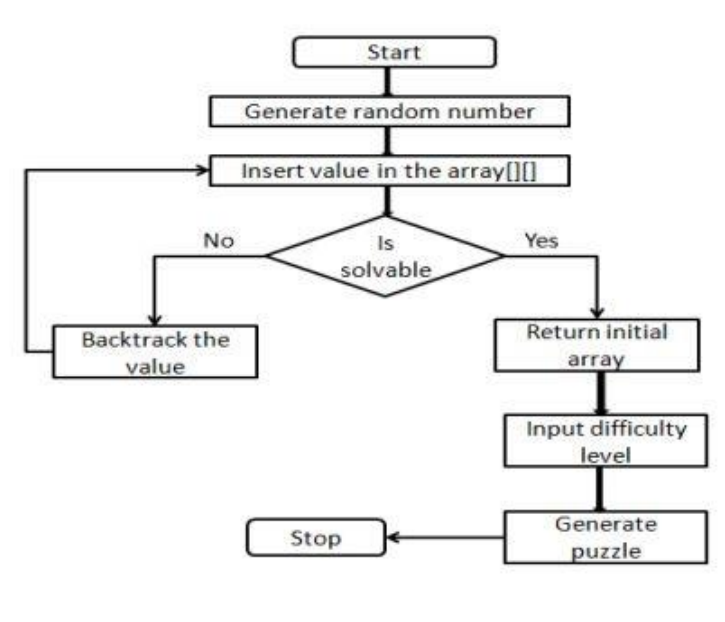 Start
Generate random number
Insert value in the array[][]
No
Is
solvable
Yes
Backtrack the
value
Return initial
array
Input difficulty
level
Generate
puzzle
Stop